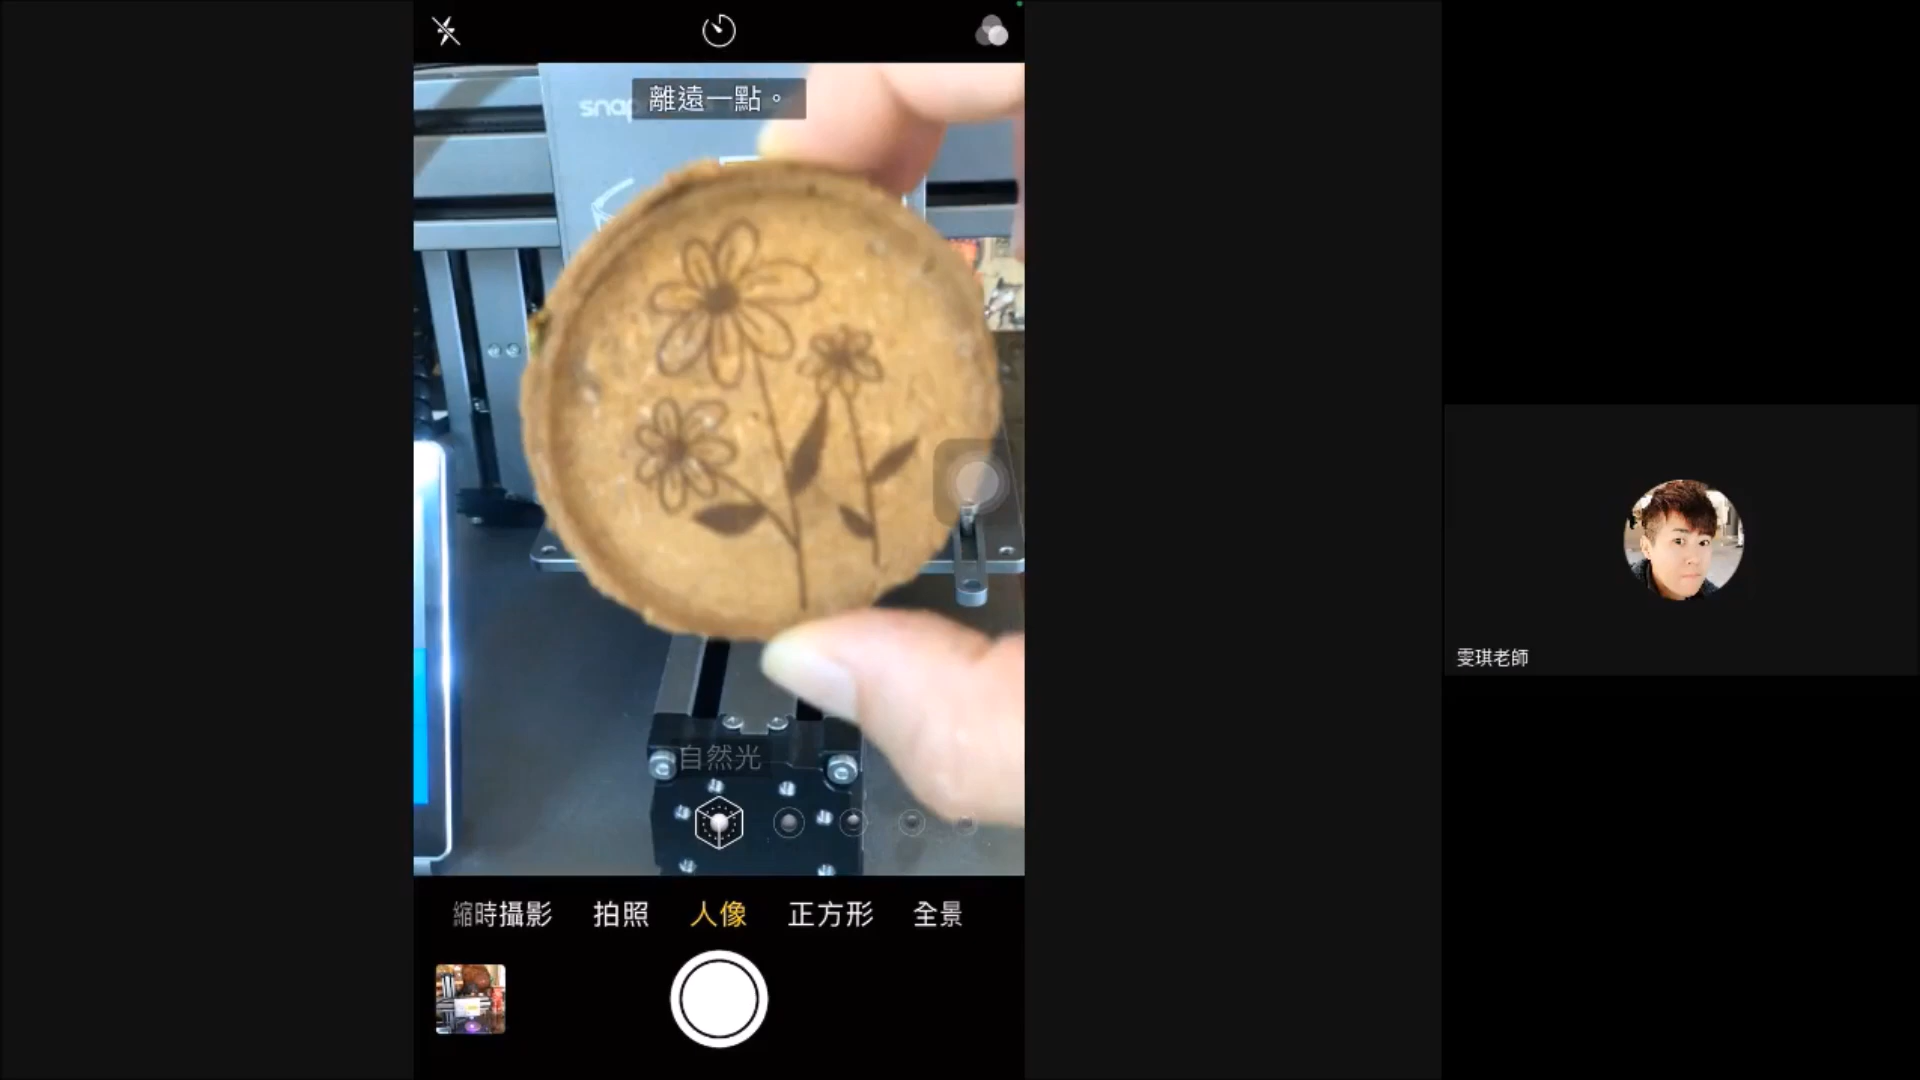 snap
離遠一點。
自然光
縮時攝影 拍照 人像 正方形 全景
雯琪老師